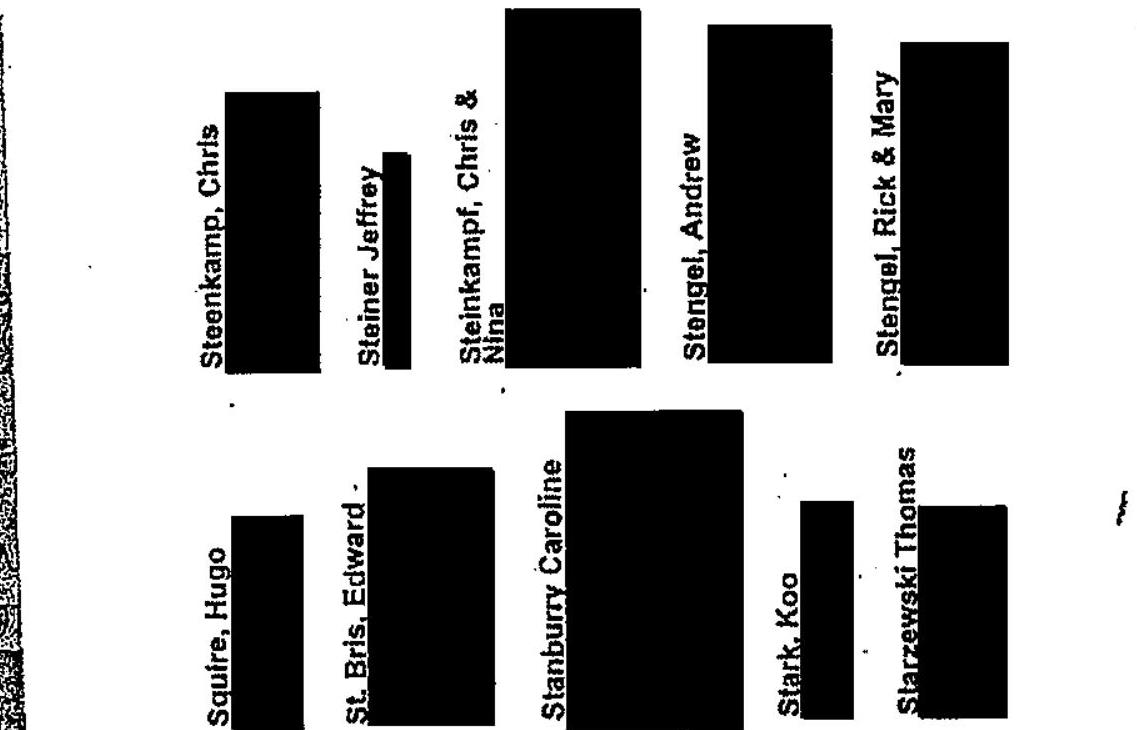 Squire, Hugo
St. Bris, Edward
Stanburry Caroline
Stark, Koo
Starzewski Thomas
Steenkamp, Chris
Steiner Jeffrey
Steinkampf, Chris &
Nina
Stengel, Andrew
Stengel, Rick & Mary